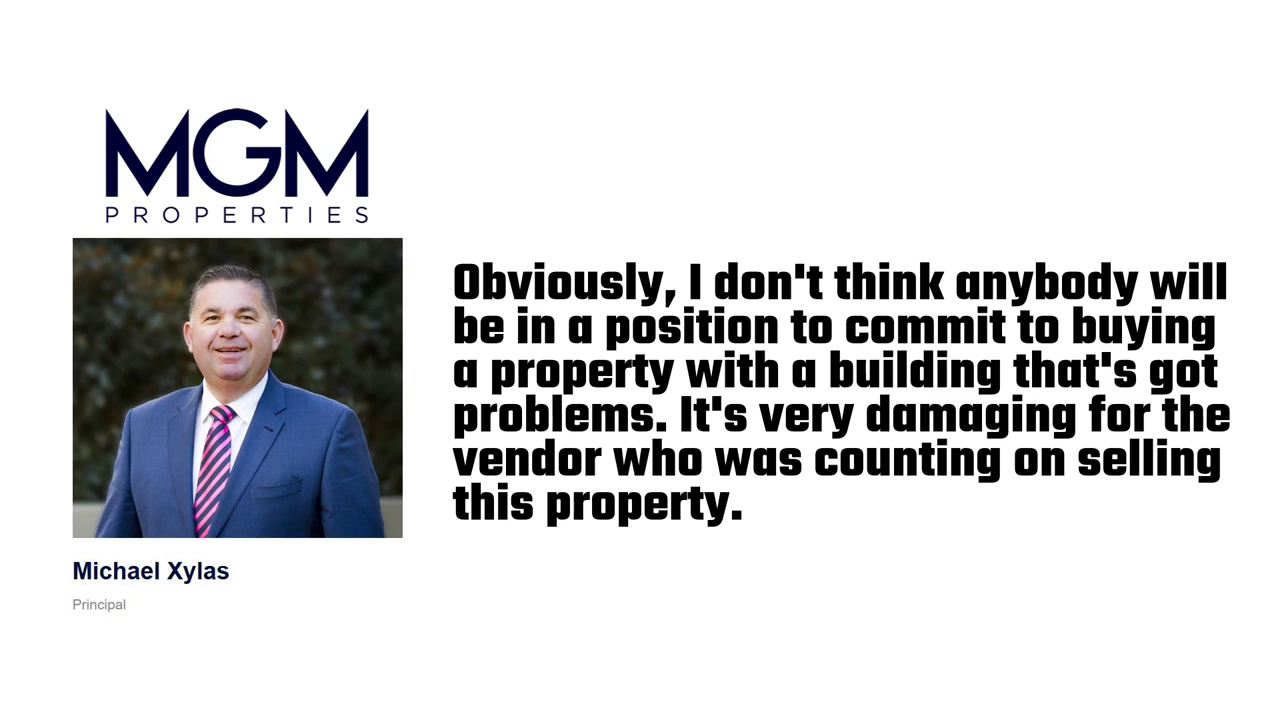 MGM
PROPERTIES
Michael Xylas
Principal
Obviously, I don't think anybody will
be in a position to commit to buying
a property with a building that's got
problems. It's very damaging for the
vendor who was counting on selling
this property.